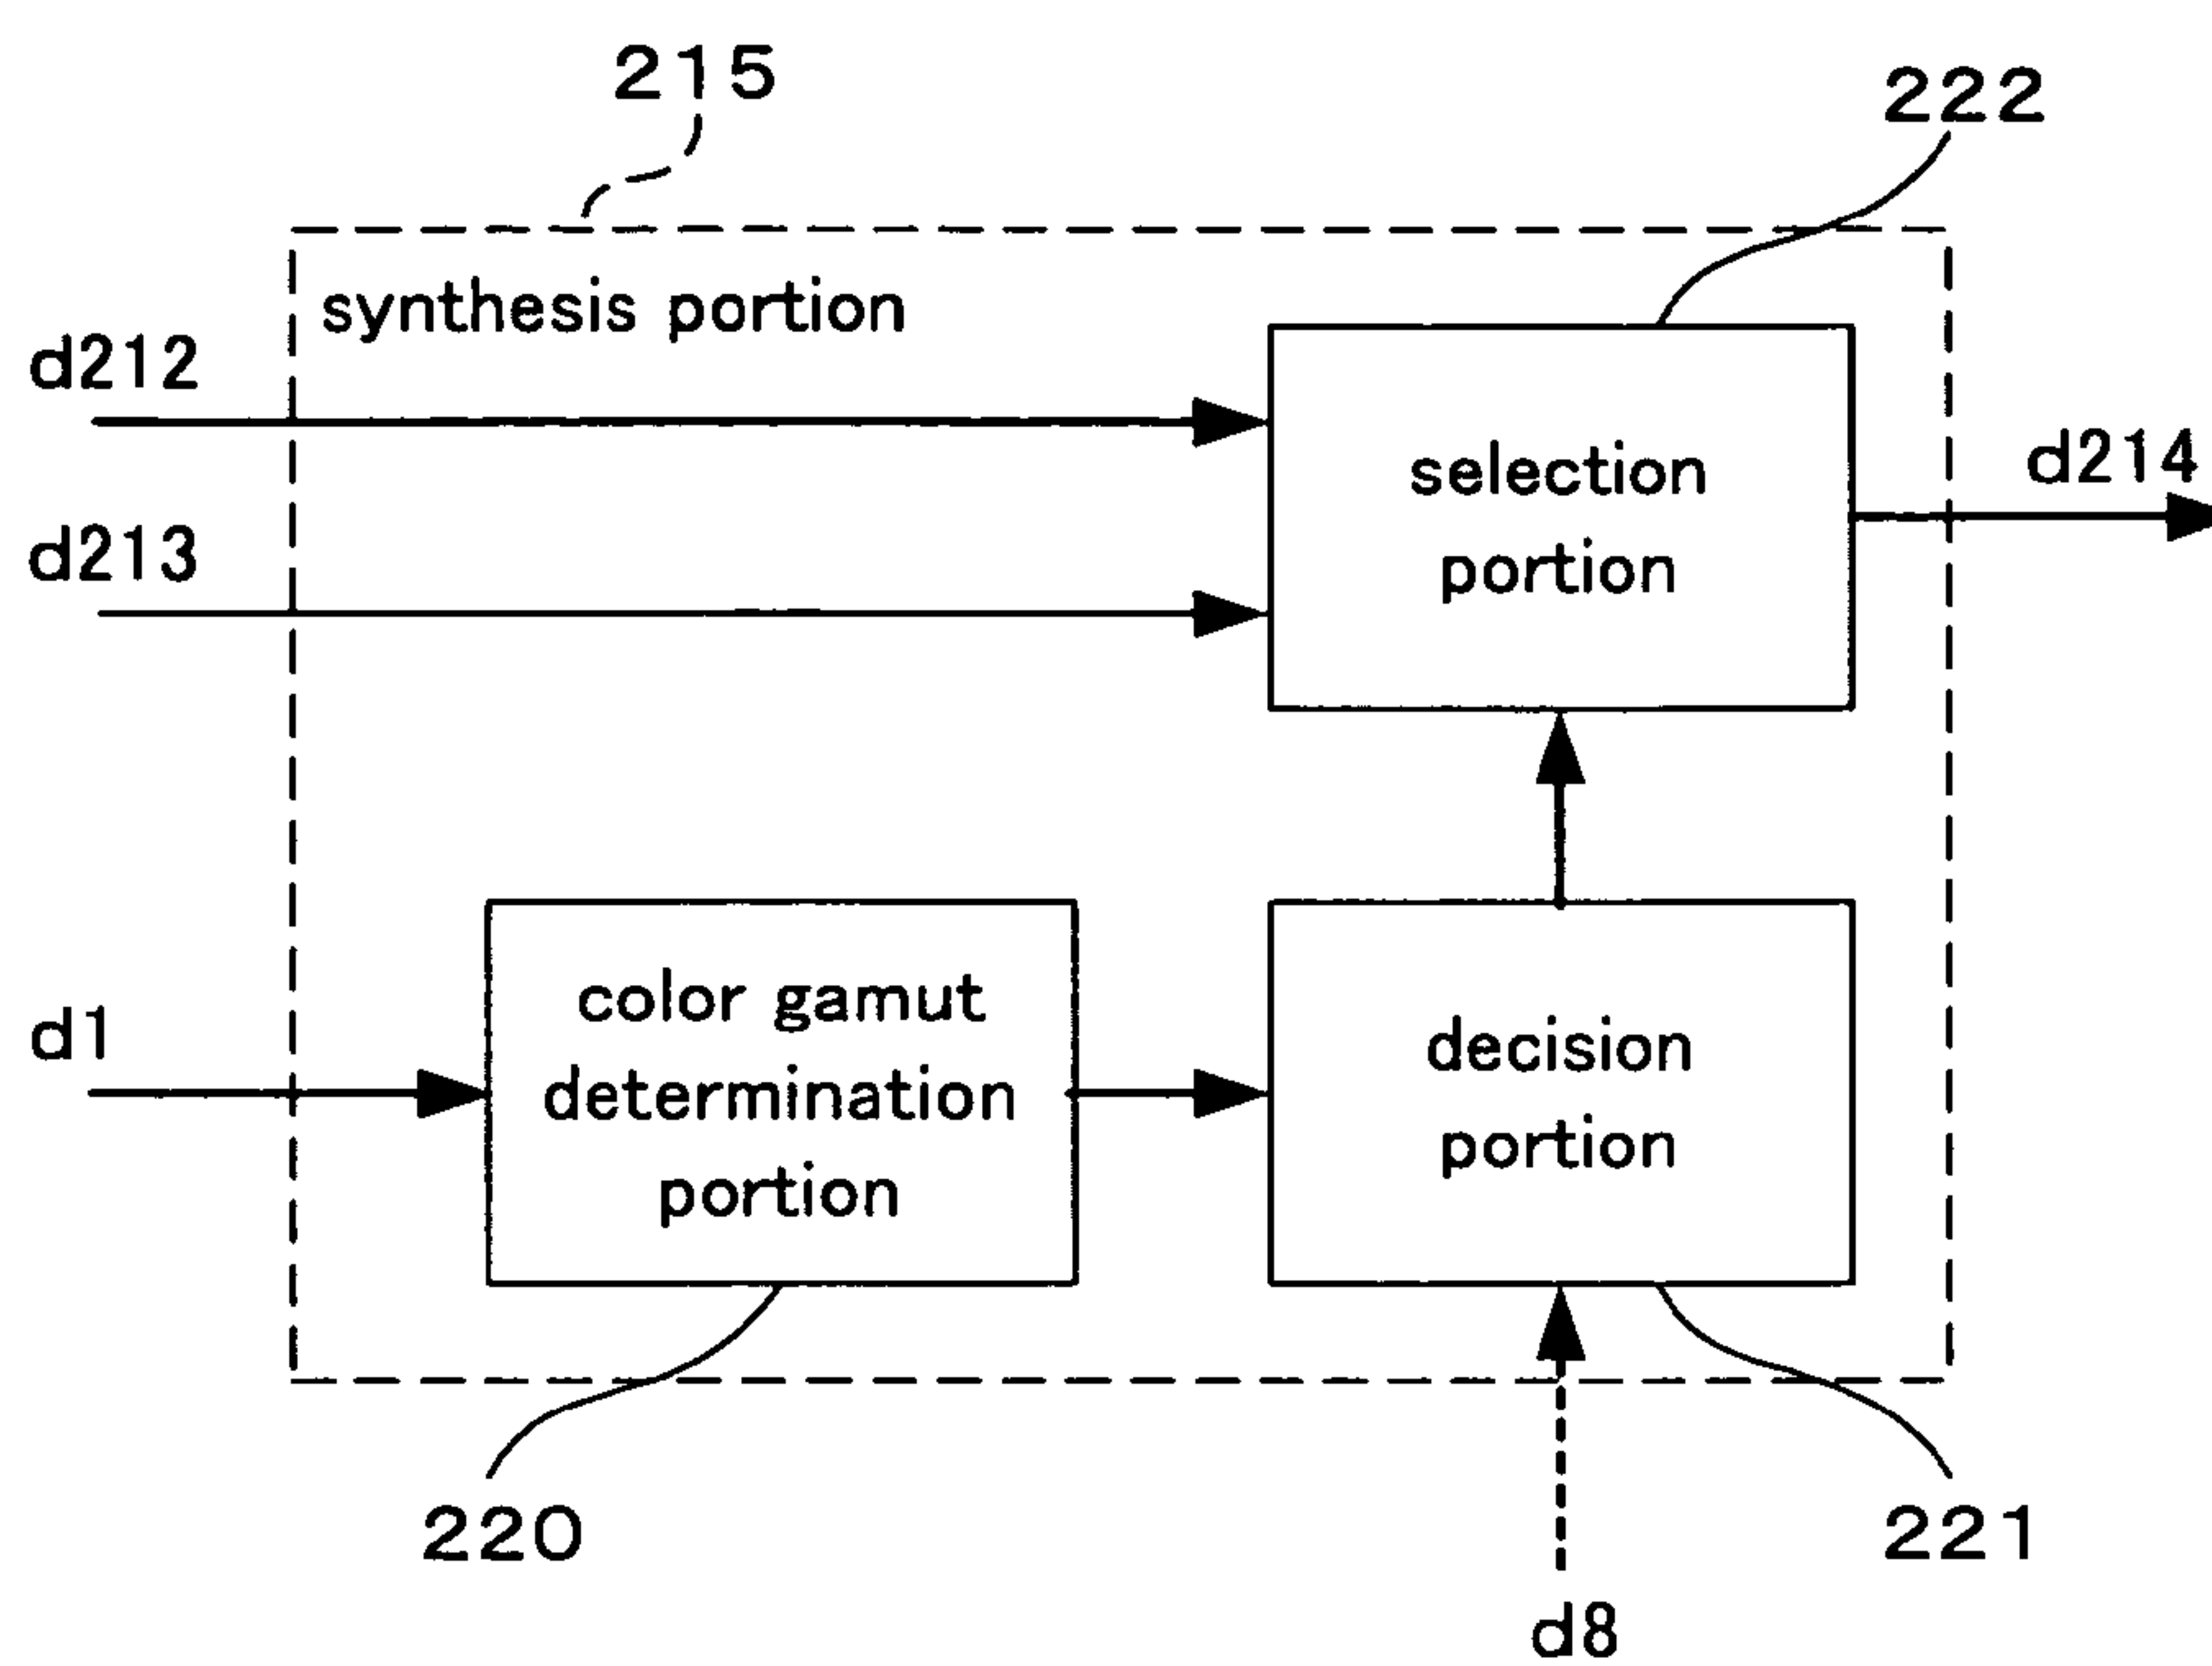 215
222
synthesis portion
d212
selection
portion
d214
d213
d1
color gamut
determination
portion
decision
portion
220
221
d8